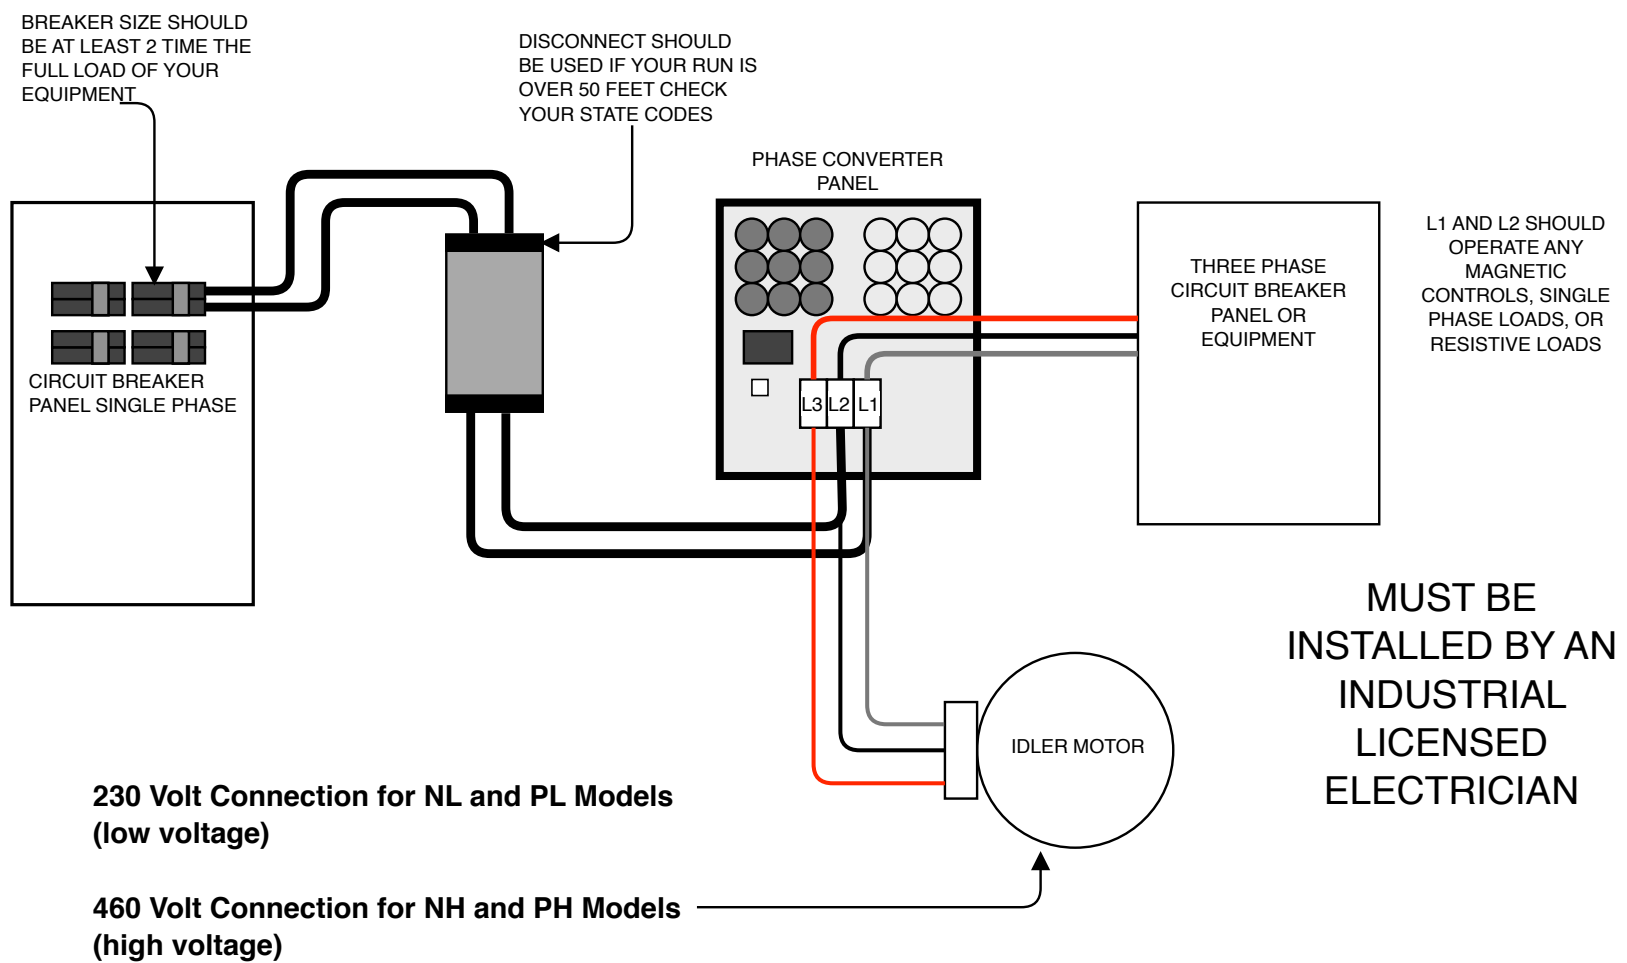 BREAKER SIZE SHOULD
BE AT LEAST 2 TIME THE
FULL LOAD OF YOUR
EQUIPMENT
DISCONNECT SHOULD
BE USED IF YOUR RUN IS
OVER 50 FEET CHECK
YOUR STATE CODES
PHASE CONVERTER
PANEL
THREE PHASE
CIRCUIT BREAKER
PANEL OR
EQUIPMENT
L1 AND L2 SHOULD
OPERATE ANY
MAGNETIC
CONTROLS, SINGLE
PHASE LOADS, OR
RESISTIVE LOADS
CIRCUIT BREAKER
PANEL SINGLE PHASE
L3 L2 L1
MUST BE
INSTALLED BY AN
INDUSTRIAL
LICENSED
ELECTRICIAN
IDLER MOTOR
230 Volt Connection for NL and PL Models
(low voltage)
460 Volt Connection for NH and PH Models
(high voltage)